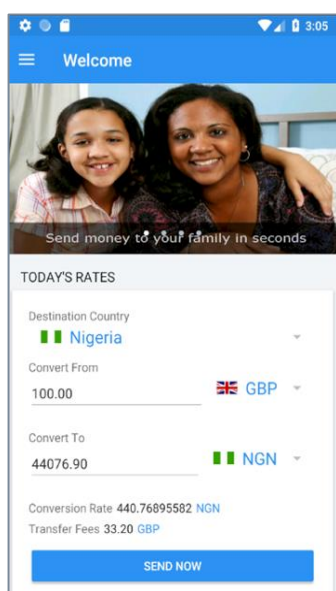 3:05
Welcome
Send money to your family in seconds
TODAY'S RATES
Destination Country
Nigeria
Convert From
100.00 GBP
Convert To
44076.90 NGN
Conversion Rate 440.76895582 NGN
Transfer Fees 33.20 GBP
SEND NOW